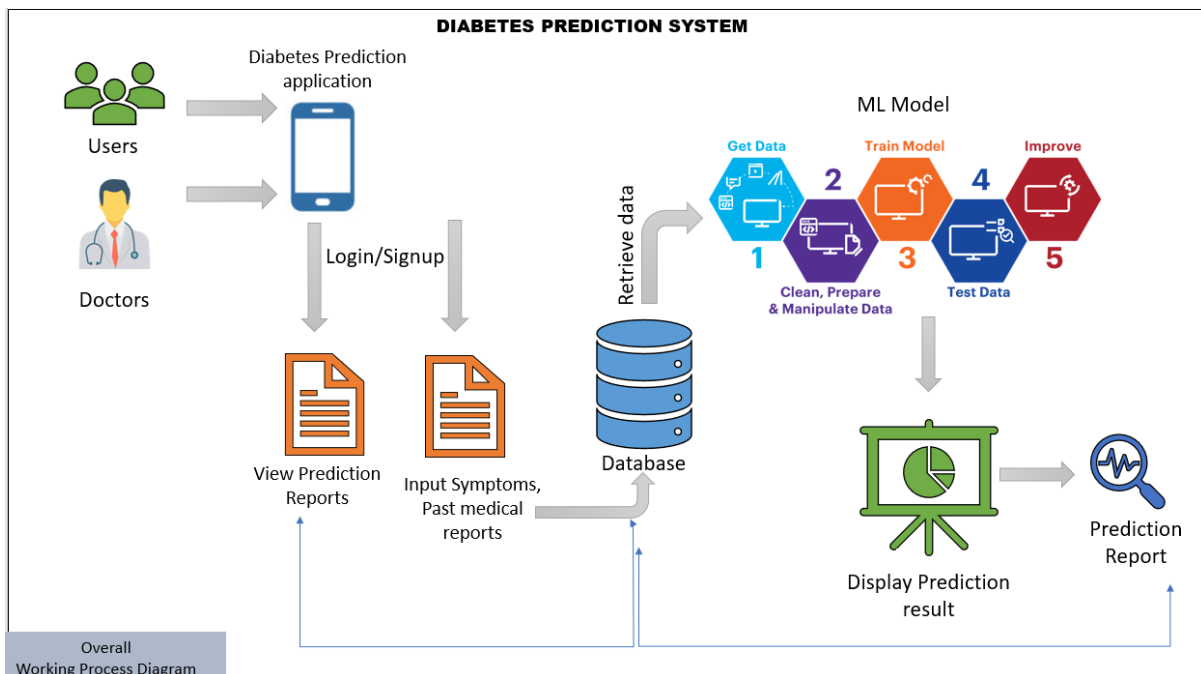 DIABETES PREDICTION SYSTEM
Diabetes Prediction
application
Users
Doctors
Login/Signup
View Prediction
Reports
Input Symptoms,
Past medical
reports
Retrieve data
Database
ML Model
Get Data
1
2
Clean, Prepare
& Manipulate Data
Train Model
3
4
Test Data
Improve
5
Display Prediction
result
Prediction
Report
Overall
Working Process Diagram